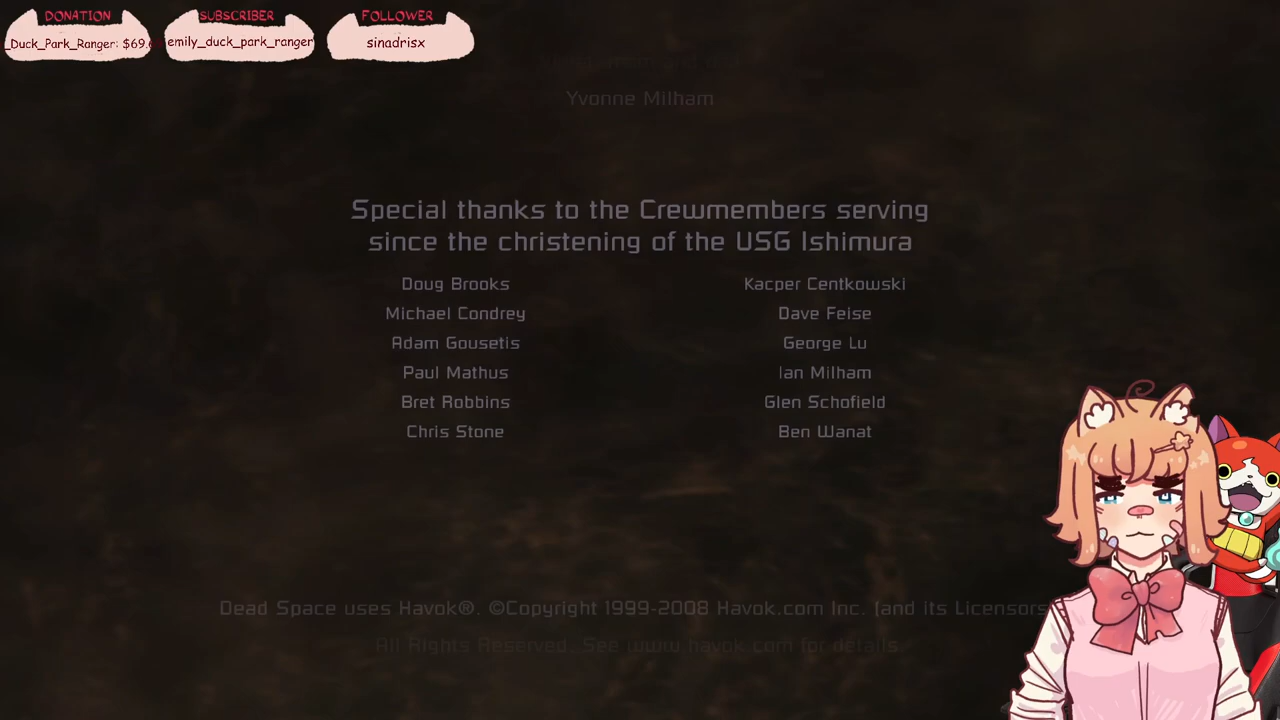 DONATION
SUBSCRIBER
FOLLOWER
_Duck_Park_Ranger: $69.
emily_duck_park_ranger
sinadrisx
Yvonne Milham
Special thanks to the Crewmembers serving
since the christening of the USG Ishimura
Doug Brooks
Kacper Centkowski
Michael Condrey
Dave Feise
Adam Gousetis
George Lu
Paul Mathus
Ian Milham
Bret Robbins
Glen Schofield
Chris Stone
Ben Wanat
Dead Space uses Havok®. ©Copyright 1999-2008 Havok.com Inc. (and its Licensors
All Rights Reserved. See www.havok.com for details.